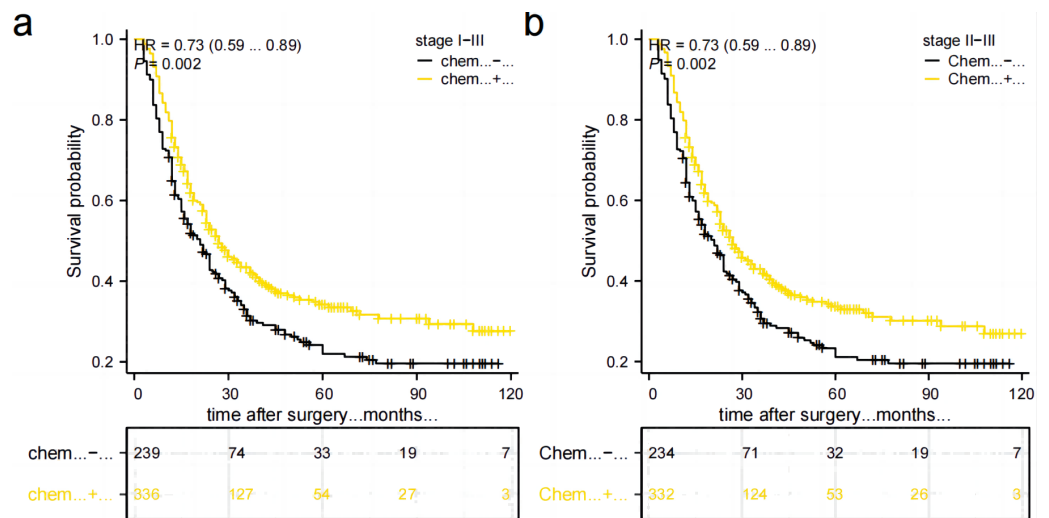 a
HR = 0.73 (0.59 ... 0.89)
P = 0.002
stage I−III
chem...−...
chem...+...
Survival probability
1.0
0.8
0.6
0.4
0.2
0 30 60 90 120
time after surgery...months...
chem...−... 239 74 33 19 7
chem...+... 336 127 54 27 3
b
HR = 0.73 (0.59 ... 0.89)
P = 0.002
stage II−III
Chem...−...
Chem...+...
Survival probability
1.0
0.8
0.6
0.4
0.2
0 30 60 90 120
time after surgery...months...
Chem...−... 234 71 32 19 7
Chem...+... 332 124 53 26 3